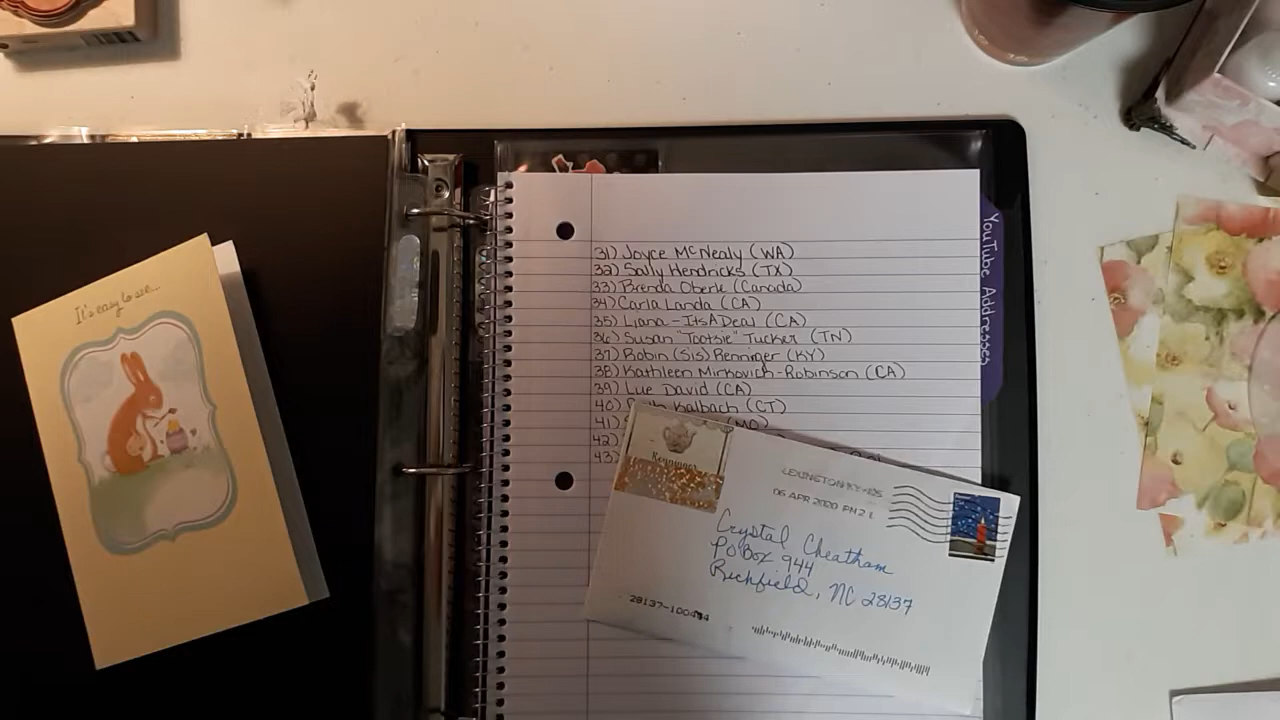 It's easy to see...
31) Joyce McNealy (WA)
32) Sally Hendricks (TX)
33) Brenda Oberle (Canada)
34) Carla Landa (CA)
35) Liana - ItsADeal (CA)
36) Susan "Tootsie" Tucker (TN)
37) Robin (Sis) Renninger (KY)
38) Kathleen Mirkovich-Robinson (CA)
39) Lue David (CA)
40) Kalbach (CT)
41) (MO)
42)
43)
YouTube Addresses
LEXINGTON KY 405
06 APR 2020 PM 2 L
Crystal Cheatham
PO Box 944
Richfield, NC 28137